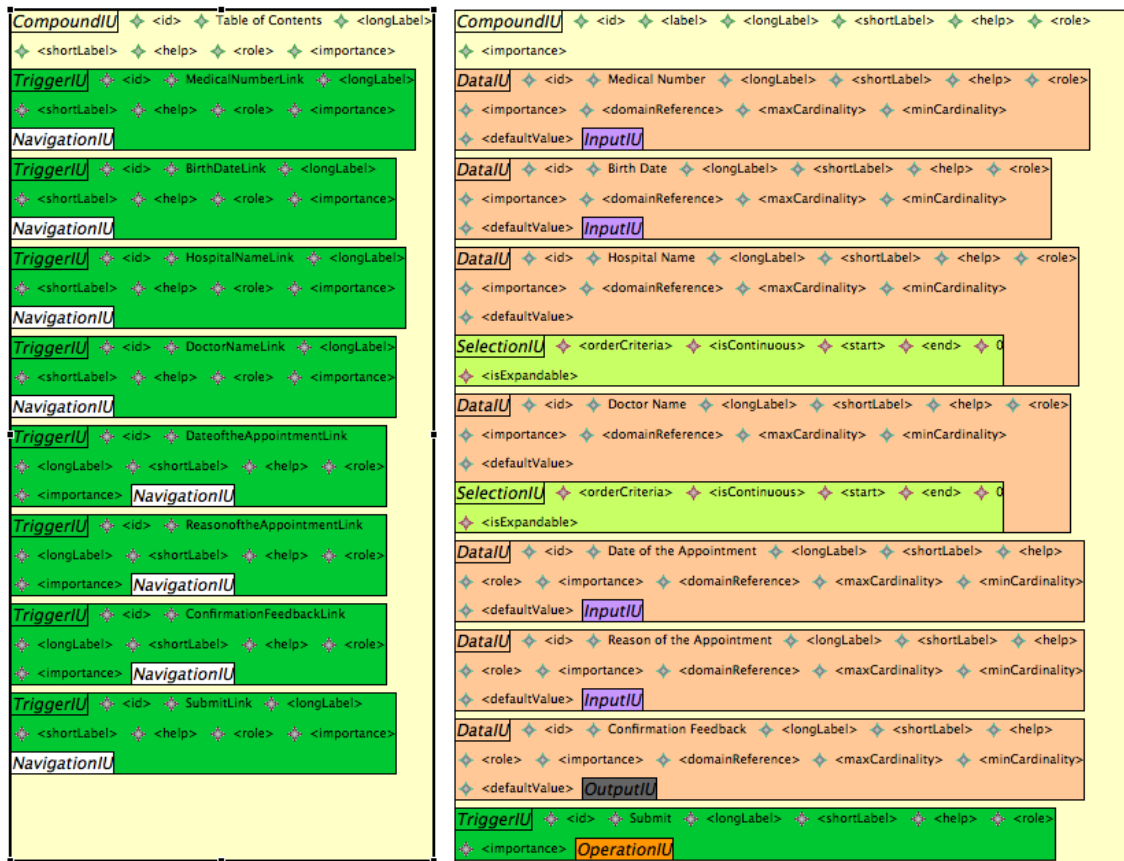 CompoundIU <id> Table of Contents <longLabel>
<shortLabel> <help> <role> <importance>
TriggerIU <id> MedicalNumberLink <longLabel>
<shortLabel> <help> <role> <importance>
NavigationIU
TriggerIU <id> BirthDateLink <longLabel>
<shortLabel> <help> <role> <importance>
NavigationIU
TriggerIU <id> HospitalNameLink <longLabel>
<shortLabel> <help> <role> <importance>
NavigationIU
TriggerIU <id> DoctorNameLink <longLabel>
<shortLabel> <help> <role> <importance>
NavigationIU
TriggerIU <id> DateoftheAppointmentLink
<longLabel> <shortLabel> <help> <role>
<importance> NavigationIU
TriggerIU <id> ReasonoftheAppointmentLink
<longLabel> <shortLabel> <help> <role>
<importance> NavigationIU
TriggerIU <id> ConfirmationFeedbackLink
<longLabel> <shortLabel> <help> <role>
<importance> NavigationIU
TriggerIU <id> SubmitLink <longLabel>
<shortLabel> <help> <role> <importance>
NavigationIU
CompoundIU <id> <label> <longLabel> <shortLabel> <help> <role>
<importance>
DataIU <id> Medical Number <longLabel> <shortLabel> <help> <role>
<importance> <domainReference> <maxCardinality> <minCardinality>
<defaultValue> InputIU
DataIU <id> Birth Date <longLabel> <shortLabel> <help> <role>
<importance> <domainReference> <maxCardinality> <minCardinality>
<defaultValue> InputIU
DataIU <id> Hospital Name <longLabel> <shortLabel> <help> <role>
<importance> <domainReference> <maxCardinality> <minCardinality>
<defaultValue>
SelectionIU <orderCriteria> <isContinuous> <start> <end> 0
<isExpandable>
DataIU <id> Doctor Name <longLabel> <shortLabel> <help> <role>
<importance> <domainReference> <maxCardinality> <minCardinality>
<defaultValue>
SelectionIU <orderCriteria> <isContinuous> <start> <end> 0
<isExpandable>
DataIU <id> Date of the Appointment <longLabel> <shortLabel> <help>
<role> <importance> <domainReference> <maxCardinality> <minCardinality>
<defaultValue> InputIU
DataIU <id> Reason of the Appointment <longLabel> <shortLabel> <help>
<role> <importance> <domainReference> <maxCardinality> <minCardinality>
<defaultValue> InputIU
DataIU <id> Confirmation Feedback <longLabel> <shortLabel> <help>
<role> <importance> <domainReference> <maxCardinality> <minCardinality>
<defaultValue> OutputIU
TriggerIU <id> Submit <longLabel> <shortLabel> <help> <role>
<importance> OperationIU